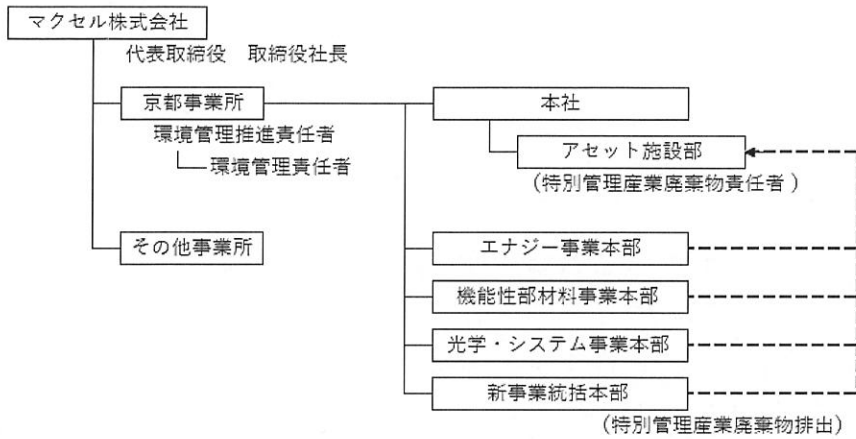 マクセル株式会社
代表取締役　取締役社長
京都事業所
本社
環境管理推進責任者
環境管理責任者
アセット施設部
(特別管理産業廃棄物責任者)
その他事業所
エナジー事業本部
機能性部材料事業本部
光学・システム事業本部
新事業統括本部
(特別管理産業廃棄物排出)